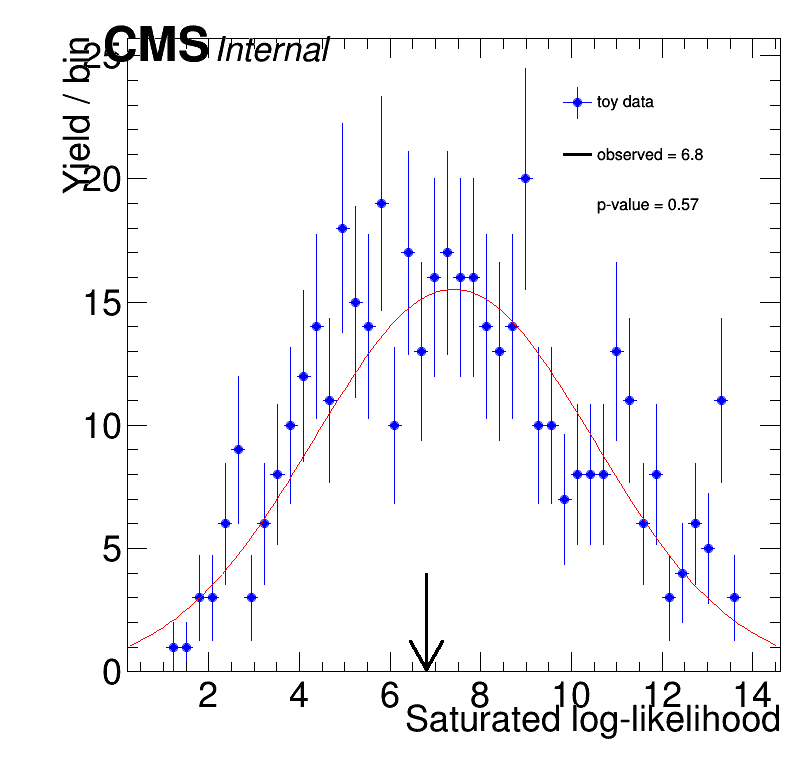 CMS Internal
Yield / bin
25
20
15
10
5
0
toy data
observed = 6.8
p-value = 0.57
2 4 6 8 10 12 14
Saturated log-likelihood